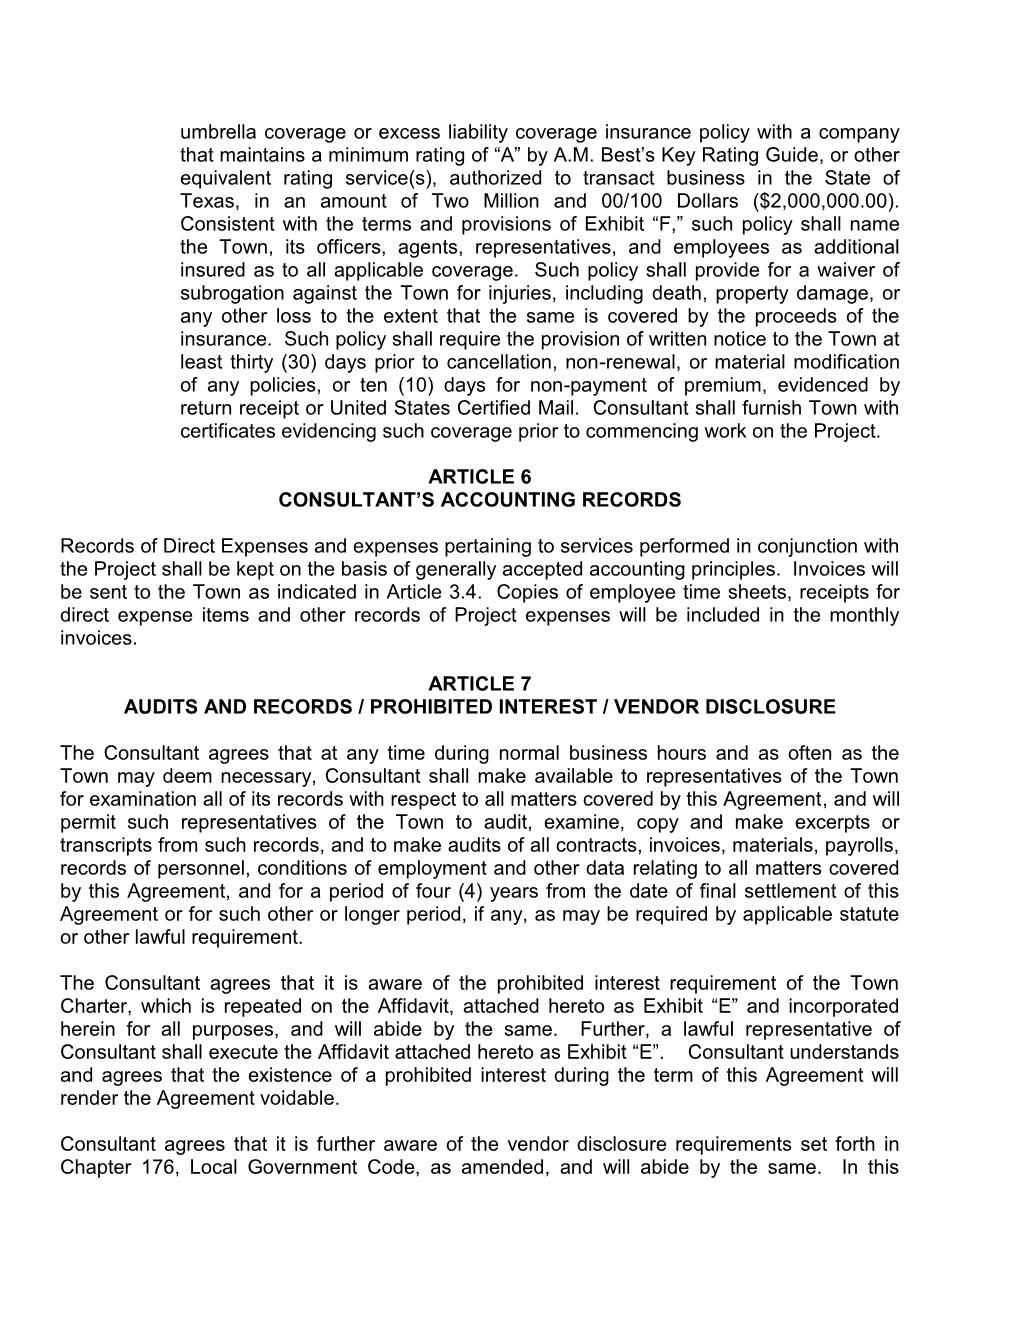 umbrella coverage or excess liability coverage insurance policy with a company
that maintains a minimum rating of “A” by A.M. Best’s Key Rating Guide, or other
equivalent rating service(s), authorized to transact business in the State of
Texas, in an amount of Two Million and 00/100 Dollars ($2,000,000.00).
Consistent with the terms and provisions of Exhibit “F,” such policy shall name
the Town, its officers, agents, representatives, and employees as additional
insured as to all applicable coverage.  Such policy shall provide for a waiver of
subrogation against the Town for injuries, including death, property damage, or
any other loss to the extent that the same is covered by the proceeds of the
insurance.  Such policy shall require the provision of written notice to the Town at
least thirty (30) days prior to cancellation, non-renewal, or material modification
of any policies, or ten (10) days for non-payment of premium, evidenced by
return receipt or United States Certified Mail.  Consultant shall furnish Town with
certificates evidencing such coverage prior to commencing work on the Project.
ARTICLE 6
CONSULTANT’S ACCOUNTING RECORDS
Records of Direct Expenses and expenses pertaining to services performed in conjunction with
the Project shall be kept on the basis of generally accepted accounting principles.  Invoices will
be sent to the Town as indicated in Article 3.4.  Copies of employee time sheets, receipts for
direct expense items and other records of Project expenses will be included in the monthly
invoices.
ARTICLE 7
AUDITS AND RECORDS / PROHIBITED INTEREST / VENDOR DISCLOSURE
The Consultant agrees that at any time during normal business hours and as often as the
Town may deem necessary, Consultant shall make available to representatives of the Town
for examination all of its records with respect to all matters covered by this Agreement, and will
permit such representatives of the Town to audit, examine, copy and make excerpts or
transcripts from such records, and to make audits of all contracts, invoices, materials, payrolls,
records of personnel, conditions of employment and other data relating to all matters covered
by this Agreement, and for a period of four (4) years from the date of final settlement of this
Agreement or for such other or longer period, if any, as may be required by applicable statute
or other lawful requirement.
The Consultant agrees that it is aware of the prohibited interest requirement of the Town
Charter, which is repeated on the Affidavit, attached hereto as Exhibit “E” and incorporated
herein for all purposes, and will abide by the same.  Further, a lawful representative of
Consultant shall execute the Affidavit attached hereto as Exhibit “E”.   Consultant understands
and agrees that the existence of a prohibited interest during the term of this Agreement will
render the Agreement voidable.
Consultant agrees that it is further aware of the vendor disclosure requirements set forth in
Chapter 176, Local Government Code, as amended, and will abide by the same.  In this